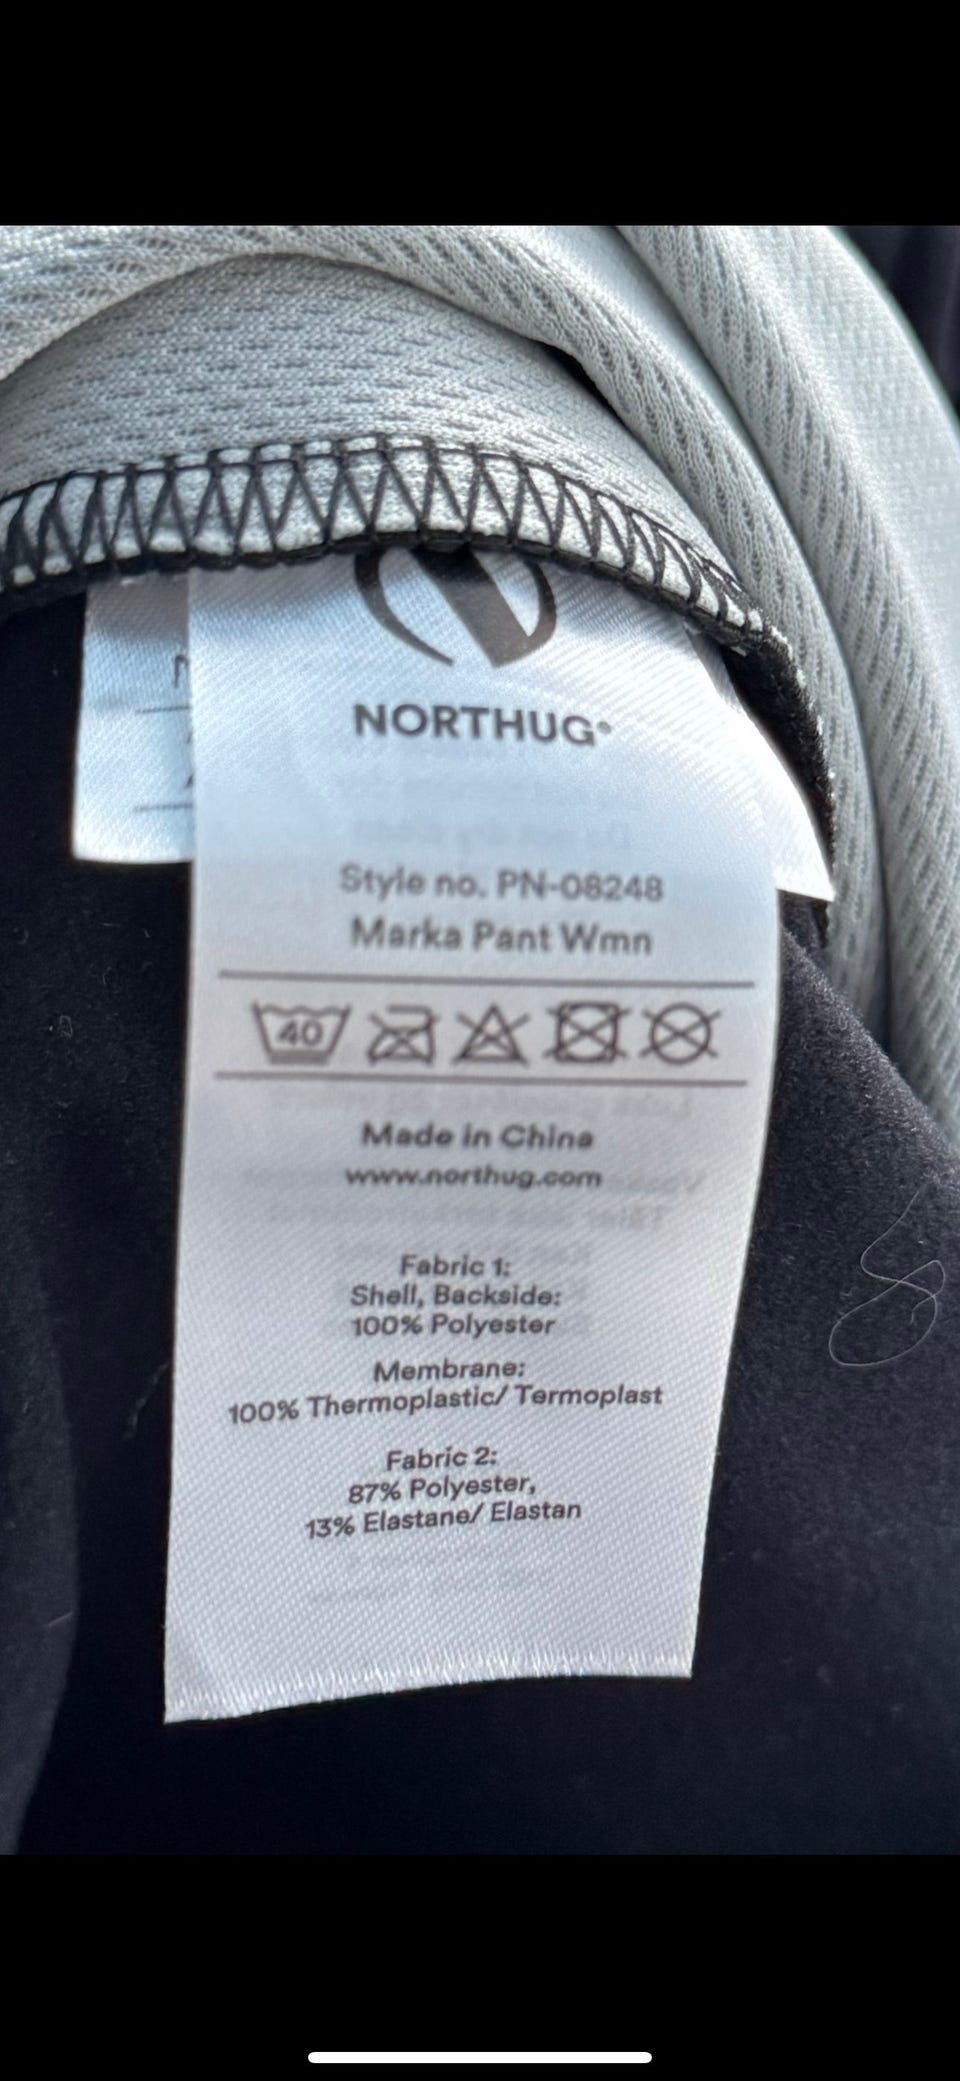 NORTHUG®
Style no. PN-08248
Marka Pant Wmn
40
Made in China
www.northug.com
Fabric 1:
Shell, Backside:
100% Polyester
Membrane:
100% Thermoplastic/ Termoplast
Fabric 2:
87% Polyester,
13% Elastane/ Elastan